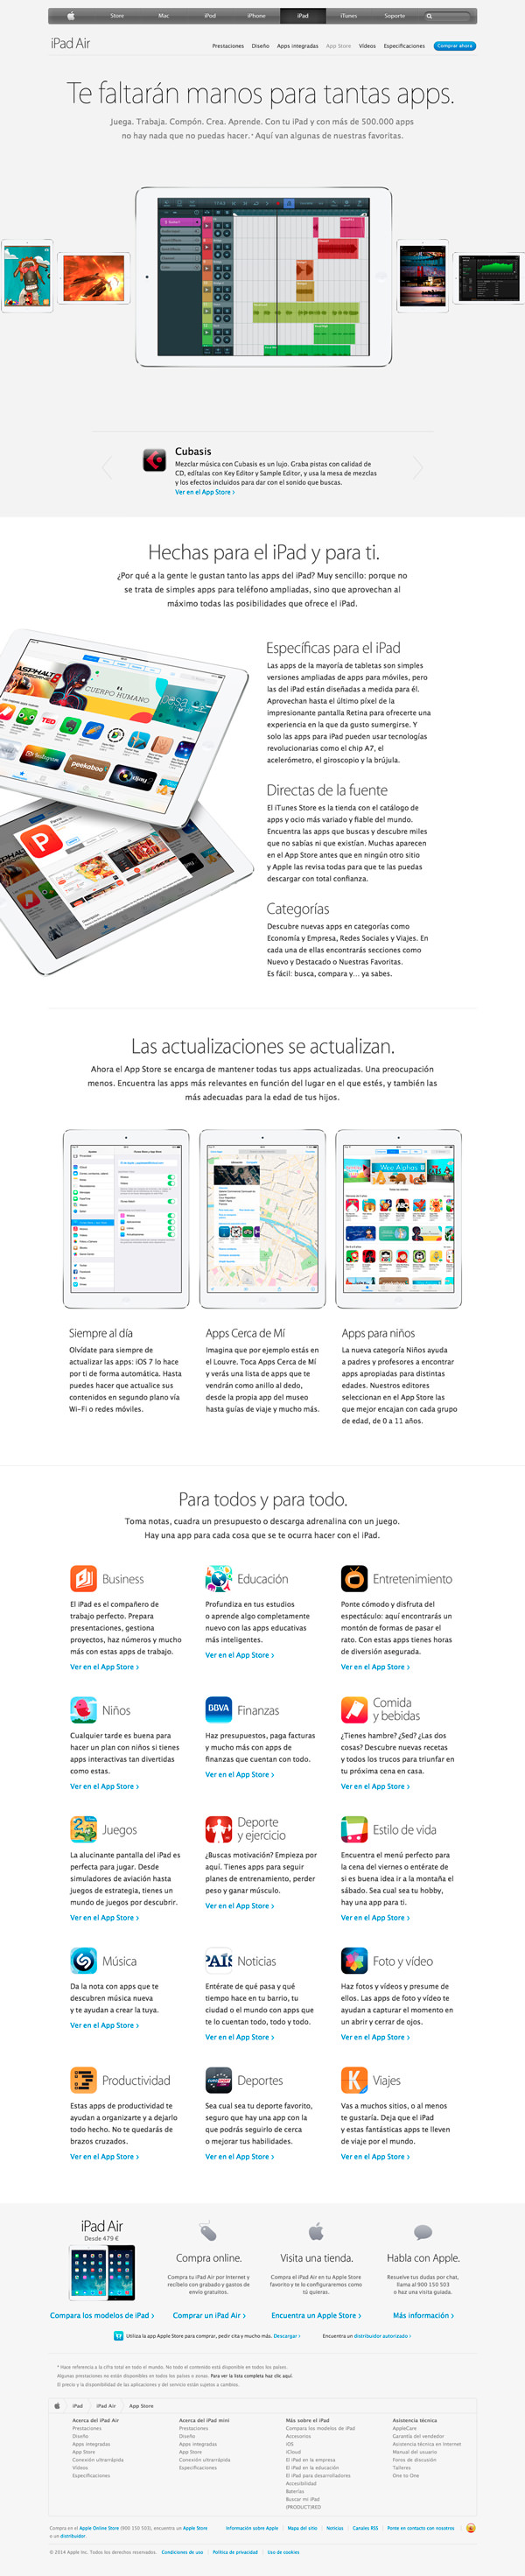 Store Mac iPod iPhone iPad iTunes Soporte
iPad Air
Prestaciones Diseño Apps integradas App Store Vídeos Especificaciones Comprar ahora
Te faltarán manos para tantas apps.
Juega. Trabaja. Compón. Crea. Aprende. Con tu iPad y con más de 500.000 apps
no hay nada que no puedas hacer.* Aquí van algunas de nuestras favoritas.
Cubasis
Mezclar música con Cubasis es un lujo. Graba pistas con calidad de
CD, edítalas con Key Editor y Sample Editor, y usa la mesa de mezclas
y los efectos incluidos para dar con el sonido que buscas.
Ver en el App Store >
Hechas para el iPad y para ti.
¿Por qué a la gente le gustan tanto las apps del iPad? Muy sencillo: porque no
se trata de simples apps para teléfono ampliadas, sino que aprovechan al
máximo todas las posibilidades que ofrece el iPad.
ASPHALT 8
CUERPO HUMANO
TED
Instagram
peekaboo
Específicas para el iPad
Las apps de la mayoría de tabletas son simples
versiones ampliadas de apps para móviles, pero
las del iPad están diseñadas a medida para él.
Aprovechan hasta el último píxel de la
impresionante pantalla Retina para ofrecerte una
experiencia en la que da gusto sumergirse. Y
solo las apps para iPad pueden usar tecnologías
revolucionarias como el chip A7, el
acelerómetro, el giroscopio y la brújula.
Directas de la fuente
El iTunes Store es la tienda con el catálogo de
apps y ocio más variado y fiable del mundo.
Encuentra las apps que buscas y descubre miles
que no sabías ni que existían. Muchas aparecen
en el App Store antes que en ningún otro sitio
y Apple las revisa todas para que te las puedas
descargar con total confianza.
Categorías
Descubre nuevas apps en categorías como
Economía y Empresa, Redes Sociales y Viajes. En
cada una de ellas encontrarás secciones como
Nuevo y Destacado o Nuestras Favoritas.
Es fácil: busca, compara y... ya sabes.
Las actualizaciones se actualizan.
Ahora el App Store se encarga de mantener todas tus apps actualizadas. Una preocupación
menos. Encuentra las apps más relevantes en función del lugar en el que estés, y también las
más adecuadas para la edad de tus hijos.
Wee Alphas
Siempre al día
Olvídate para siempre de
actualizar las apps: iOS 7 lo hace
por ti de forma automática. Hasta
puedes hacer que actualice sus
contenidos en segundo plano vía
Wi-Fi o redes móviles.
Apps Cerca de Mí
Imagina que por ejemplo estás en
el Louvre. Toca Apps Cerca de Mí
y verás una lista de apps que te
vendrán como anillo al dedo,
desde la propia app del museo
hasta guías de viaje y mucho más.
Apps para niños
La nueva categoría Niños ayuda
a padres y profesores a encontrar
apps apropiadas para distintas
edades. Nuestros editores
seleccionan en el App Store las
que mejor encajan con cada grupo
de edad, de 0 a 11 años.
Para todos y para todo.
Toma notas, cuadra un presupuesto o descarga adrenalina con un juego.
Hay una app para cada cosa que se te ocurra hacer con el iPad.
Business
El iPad es el compañero de
trabajo perfecto. Prepara
presentaciones, gestiona
proyectos, haz números y mucho
más con estas apps de trabajo.
Ver en el App Store >
Educación
Profundiza en tus estudios
o aprende algo completamente
nuevo con las apps educativas
más inteligentes.
Ver en el App Store >
Entretenimiento
Ponte cómodo y disfruta del
espectáculo: aquí encontrarás un
montón de formas de pasar el
rato. Con estas apps tienes horas
de diversión asegurada.
Ver en el App Store >
Niños
Cualquier tarde es buena para
hacer un plan con niños si tienes
apps interactivas tan divertidas
como estas.
Ver en el App Store >
BBVA
Finanzas
Haz presupuestos, paga facturas
y mucho más con apps de
finanzas que cuentan con todo.
Ver en el App Store >
Comida
y bebidas
¿Tienes hambre? ¿Sed? ¿Las dos
cosas? Descubre nuevas recetas
y todos los trucos para triunfar en
tu próxima cena en casa.
Ver en el App Store >
Juegos
La alucinante pantalla del iPad es
perfecta para jugar. Desde
simuladores de aviación hasta
juegos de estrategia, tienes un
mundo de juegos por descubrir.
Ver en el App Store >
Deporte
y ejercicio
¿Buscas motivación? Empieza por
aquí. Tienes apps para seguir
planes de entrenamiento, perder
peso y ganar músculo.
Ver en el App Store >
Estilo de vida
Encuentra el menú perfecto para
la cena del viernes o entérate de
si es buena idea ir a la montaña el
sábado. Sea cual sea tu hobby,
hay una app para ti.
Ver en el App Store >
Música
Da la nota con apps que te
descubren música nueva
y te ayudan a crear la tuya.
Ver en el App Store >
PAÍS
Noticias
Entérate de qué pasa y qué
tiempo hace en tu barrio, tu
ciudad o el mundo con apps que
te lo cuentan todo, todo y todo.
Ver en el App Store >
Foto y vídeo
Haz fotos y vídeos y presume de
ellos. Las apps de foto y vídeo te
ayudan a capturar el momento en
un abrir y cerrar de ojos.
Ver en el App Store >
Productividad
Estas apps de productividad te
ayudan a organizarte y a dejarlo
todo hecho. No te quedarás de
brazos cruzados.
Ver en el App Store >
Deportes
Sea cual sea tu deporte favorito,
seguro que hay una app con la
que podrás seguirlo de cerca
o mejorar tus habilidades.
Ver en el App Store >
Viajes
Vas a muchos sitios, o al menos
te gustaría. Deja que el iPad
y estas fantásticas apps te lleven
de viaje por el mundo.
Ver en el App Store >
iPad Air
Desde 479 €
Compara los modelos de iPad >
Compra online.
Compra tu iPad Air por Internet y
recíbelo con grabado y gastos de
envío gratuitos.
Comprar un iPad Air >
Visita una tienda.
Compra el iPad Air en tu Apple Store
favorito y te lo configuraremos como
tú quieras.
Encuentra un Apple Store >
Habla con Apple.
Resuelve tus dudas por chat,
llama al 900 150 503
o haz una visita guiada.
Más información >
Utiliza la app Apple Store para comprar, pedir cita y mucho más. Descargar > Encuentra un distribuidor autorizado >
* Hace referencia a la cifra total en todo el mundo. No todo el contenido está disponible en todos los países.
Algunas prestaciones no están disponibles en todos los países o zonas. Para ver la lista completa haz clic aquí.
El precio y la disponibilidad de las aplicaciones y del servicio están sujetos a cambios.
iPad iPad Air App Store
Acerca del iPad Air
Prestaciones
Diseño
Apps integradas
App Store
Conexión ultrarrápida
Vídeos
Especificaciones
Acerca del iPad mini
Prestaciones
Diseño
Apps integradas
App Store
Conexión ultrarrápida
Especificaciones
Más sobre el iPad
Compara los modelos de iPad
Accesorios
iOS
iCloud
El iPad en la empresa
El iPad en la educación
El iPad para desarrolladores
Accesibilidad
Baterías
Buscar mi iPad
(PRODUCT)RED
Asistencia técnica
AppleCare
Garantía del vendedor
Asistencia técnica en Internet
Manual del usuario
Foros de discusión
Talleres
One to One
Compra en el Apple Online Store (900 150 503), encuentra un Apple Store
o un distribuidor.
Información sobre Apple Mapa del sitio Noticias Canales RSS Ponte en contacto con nosotros
© 2014 Apple Inc. Todos los derechos reservados. Condiciones de uso Política de privacidad Uso de cookies